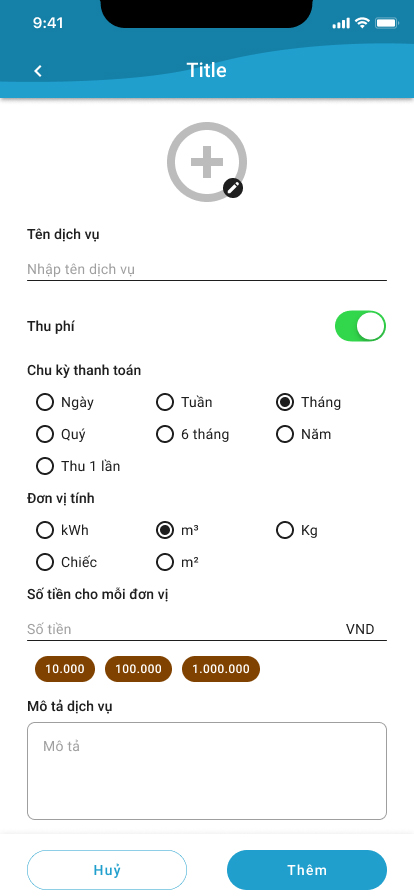 9:41
Title
Tên dịch vụ
Nhập tên dịch vụ
Thu phí
Chu kỳ thanh toán
Ngày Tuần Tháng
Quý 6 tháng Năm
Thu 1 lần
Đơn vị tính
kWh m³ Kg
Chiếc m²
Số tiền cho mỗi đơn vị
Số tiền VND
10.000 100.000 1.000.000
Mô tả dịch vụ
Mô tả
Huỷ Thêm